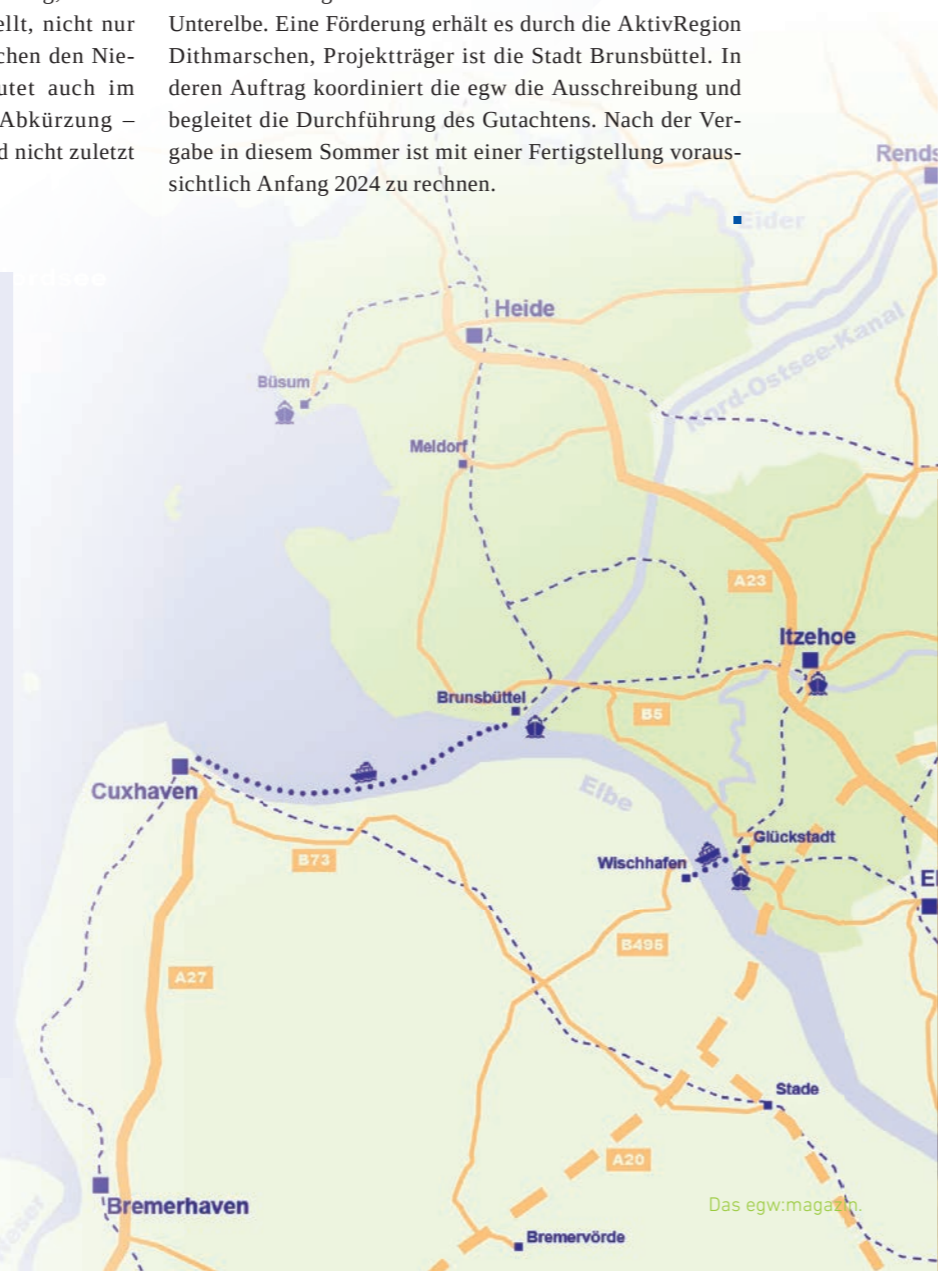 ellt, nicht nur
chen den Nie-
utet auch im
Abkürzung –
d nicht zuletzt
Unterelbe. Eine Förderung erhält es durch die AktivRegion
Dithmarschen, Projektträger ist die Stadt Brunsbüttel. In
deren Auftrag koordiniert die egw die Ausschreibung und
begleitet die Durchführung des Gutachtens. Nach der Ver-
gabe in diesem Sommer ist mit einer Fertigstellung voraus-
sichtlich Anfang 2024 zu rechnen.
Rends
Eider
rdsee
Heide
Nord-Ostsee-Kanal
Büsum
Meldorf
A23
Itzehoe
Brunsbüttel
B5
Cuxhaven
Elbe
Glückstadt
B73
Wischhafen
El
B495
A27
Stade
A20
Das egw:magazin.
Bremerhaven
Weser
Bremervörde